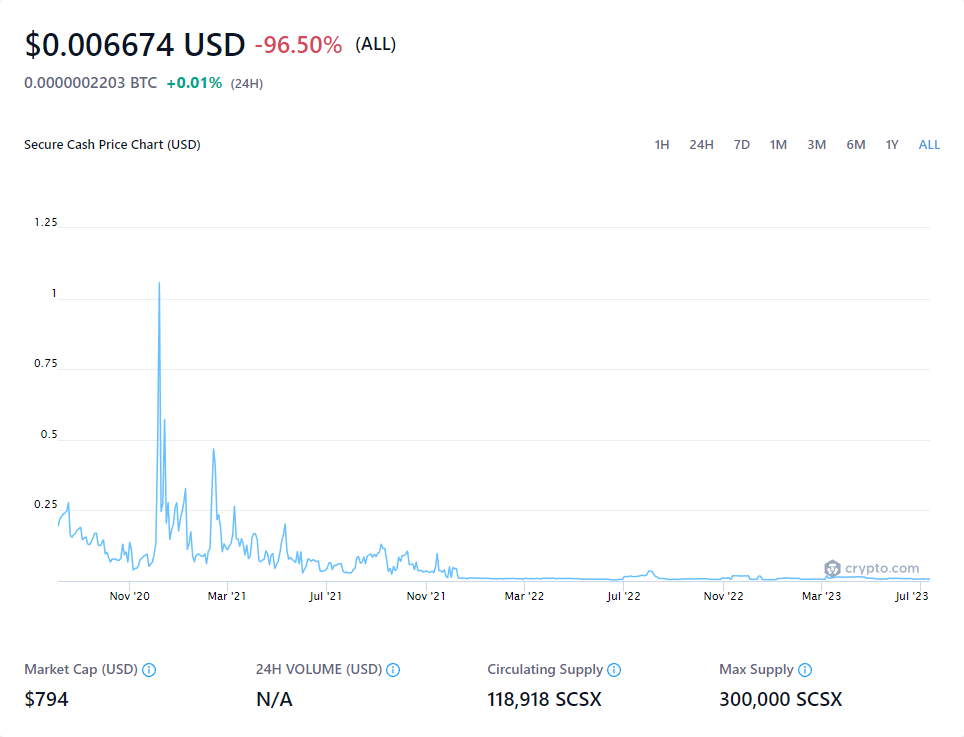 $0.006674 USD -96.50% (ALL)
0.0000002203 BTC +0.01% (24H)
Secure Cash Price Chart (USD) 1H 24H 7D 1M 3M 6M 1Y ALL
1.25
1
0.75
0.5
0.25
crypto.com
Nov '20 Mar '21 Jul '21 Nov '21 Mar '22 Jul '22 Nov '22 Mar '23 Jul '23
Market Cap (USD) 24H VOLUME (USD) Circulating Supply Max Supply
$794 N/A 118,918 SCSX 300,000 SCSX